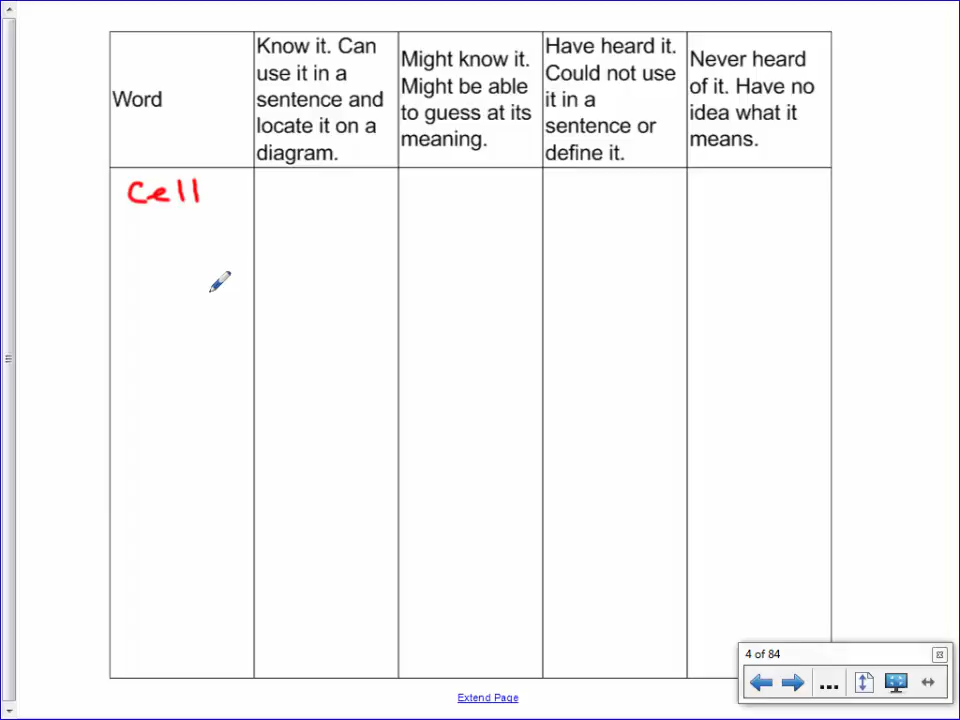 Word
Know it. Can
use it in a
sentence and
locate it on a
diagram.
Might know it.
Might be able
to guess at its
meaning.
Have heard it.
Could not use
it in a
sentence or
define it.
Never heard
of it. Have no
idea what it
means.
Cell
4 of 84
...
Extend Page